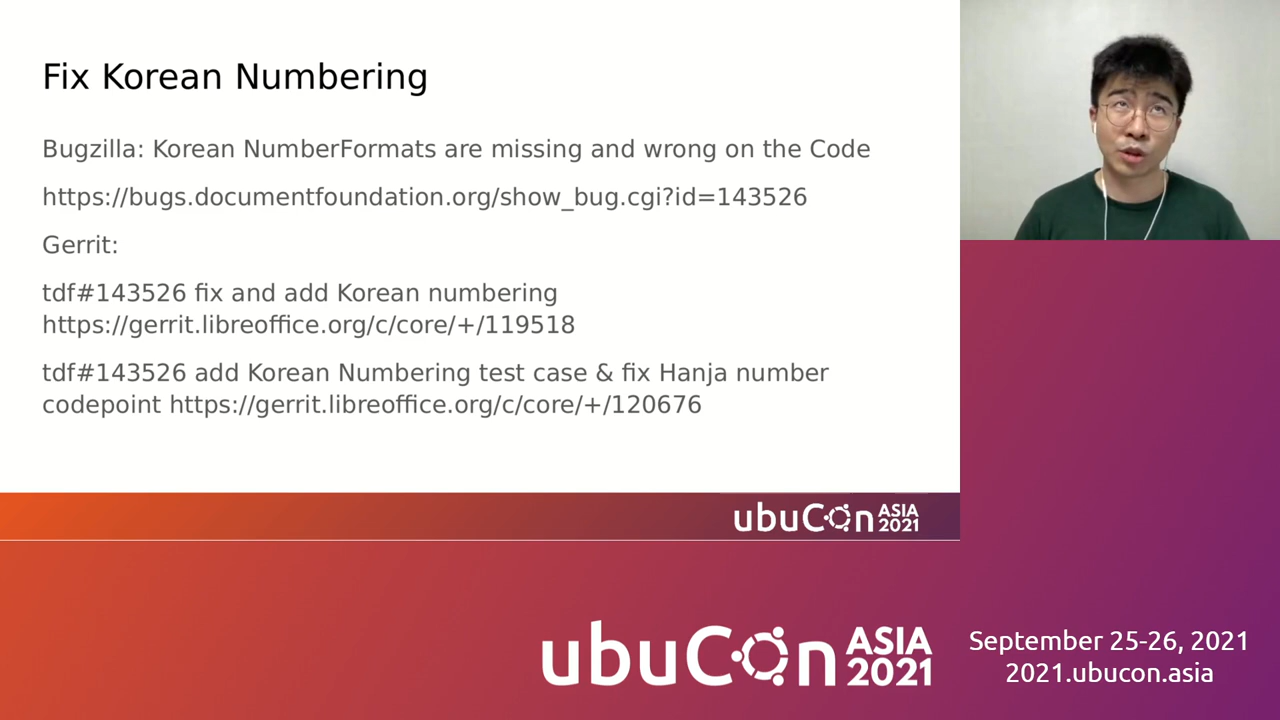 Fix Korean Numbering
Bugzilla: Korean NumberFormats are missing and wrong on the Code
https://bugs.documentfoundation.org/show_bug.cgi?id=143526
Gerrit:
tdf#143526 fix and add Korean numbering
https://gerrit.libreoffice.org/c/core/+/119518
tdf#143526 add Korean Numbering test case & fix Hanja number
codepoint https://gerrit.libreoffice.org/c/core/+/120676
ubuCon ASIA
2021
ubuCon ASIA
2021
September 25-26, 2021
2021.ubucon.asia